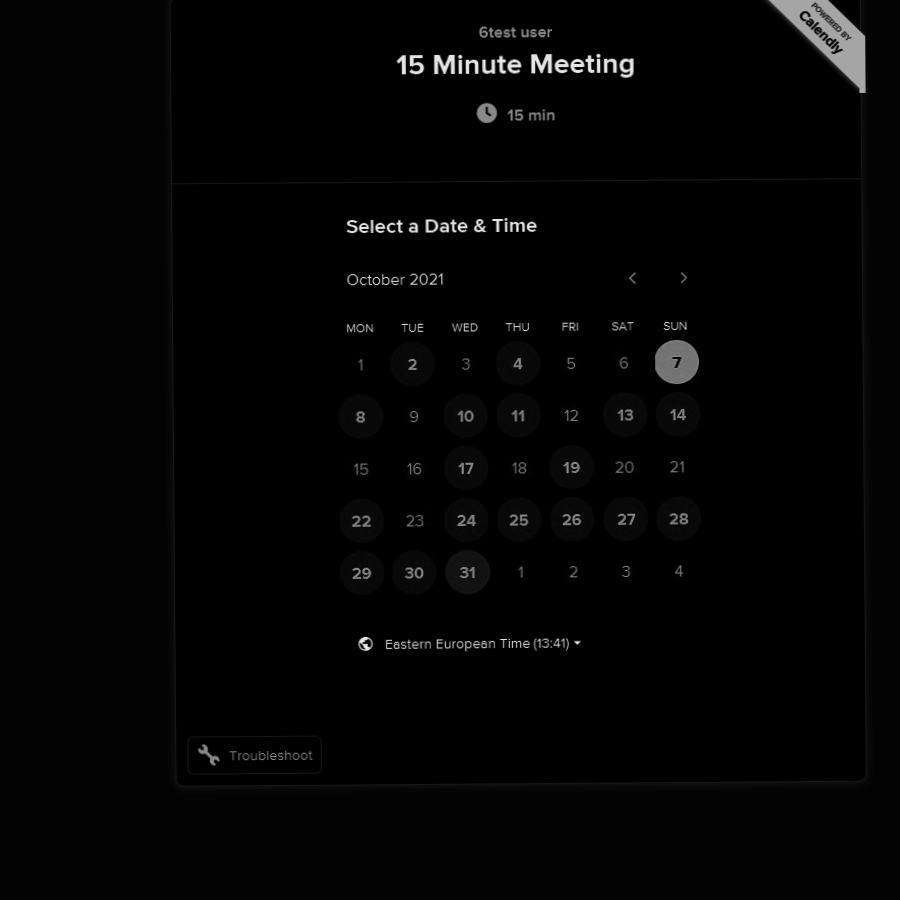 6test user
15 Minute Meeting
15 min
POWERED BY
Calendly
Select a Date & Time
October 2021
MON TUE WED THU FRI SAT SUN
1 2 3 4 5 6 7
8 9 10 11 12 13 14
15 16 17 18 19 20 21
22 23 24 25 26 27 28
29 30 31 1 2 3 4
Eastern European Time (13:41)
Troubleshoot